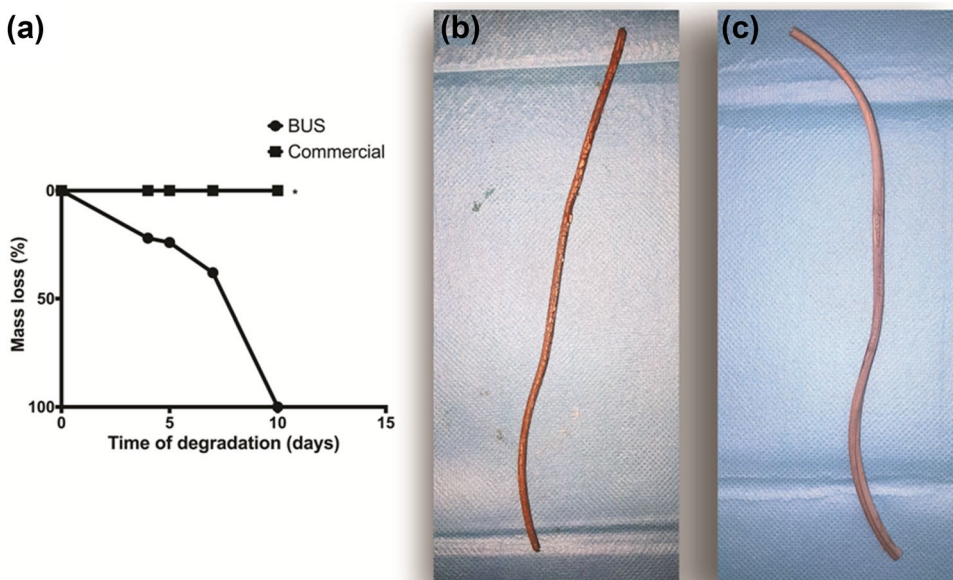 (a)
(b)
(c)
BUS
Commercial
0
*
50
100
Mass loss (%)
0
5
10
15
Time of degradation (days)